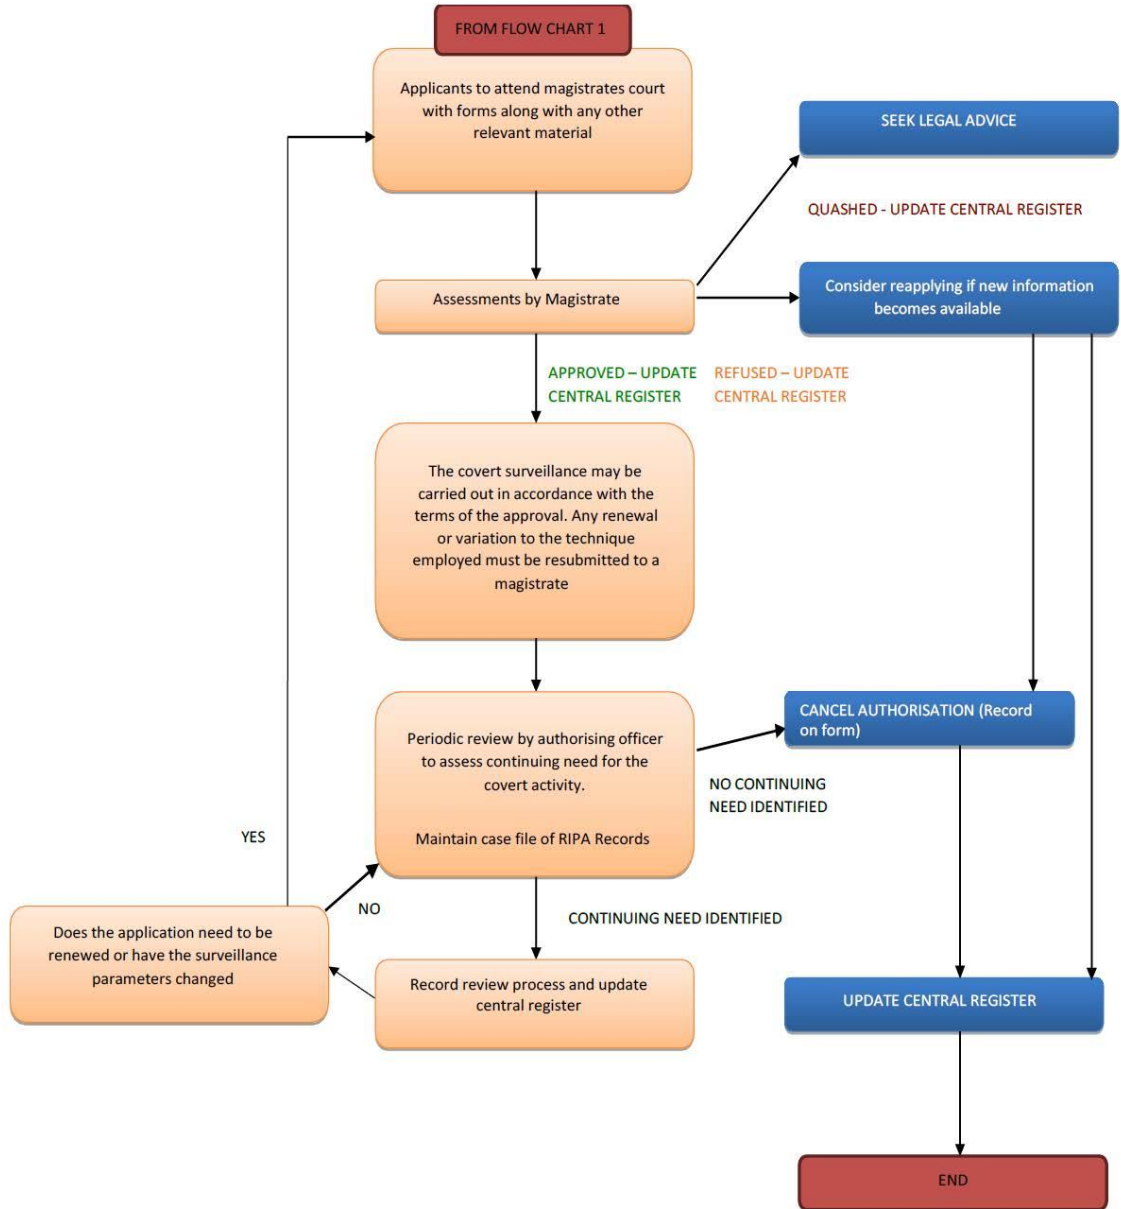 FROM FLOW CHART 1
Applicants to attend magistrates court
with forms along with any other
relevant material
SEEK LEGAL ADVICE
QUASHED - UPDATE CENTRAL REGISTER
Assessments by Magistrate
Consider reapplying if new information
becomes available
APPROVED – UPDATE
CENTRAL REGISTER
REFUSED – UPDATE
CENTRAL REGISTER
The covert surveillance may be
carried out in accordance with the
terms of the approval. Any renewal
or variation to the technique
employed must be resubmitted to a
magistrate
Periodic review by authorising officer
to assess continuing need for the
covert activity.
Maintain case file of RIPA Records
CANCEL AUTHORISATION (Record
on form)
NO CONTINUING
NEED IDENTIFIED
YES
NO
CONTINUING NEED IDENTIFIED
Does the application need to be
renewed or have the surveillance
parameters changed
Record review process and update
central register
UPDATE CENTRAL REGISTER
END